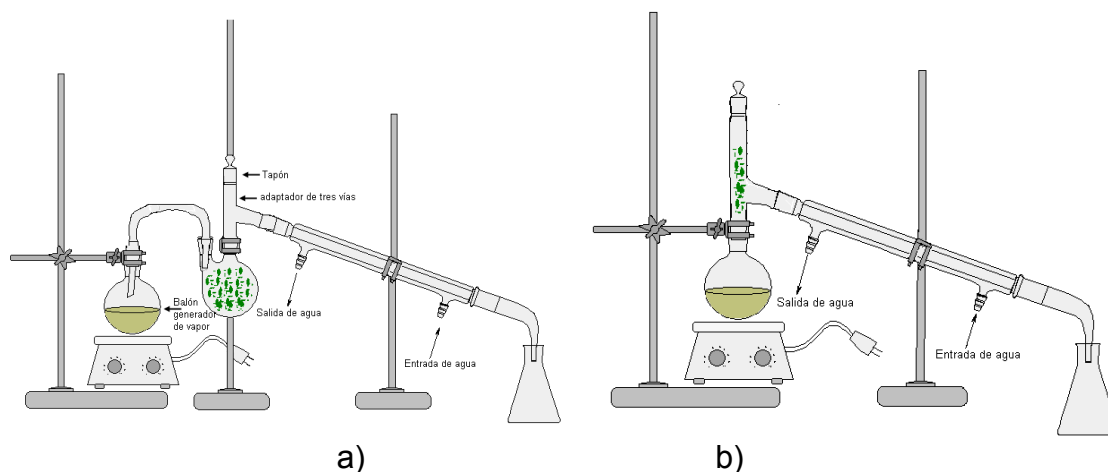 Tapón
adaptador de tres vías
Balón
generador
de vapor
Salida de agua
Entrada de agua
a)
Salida de agua
Entrada de agua
b)